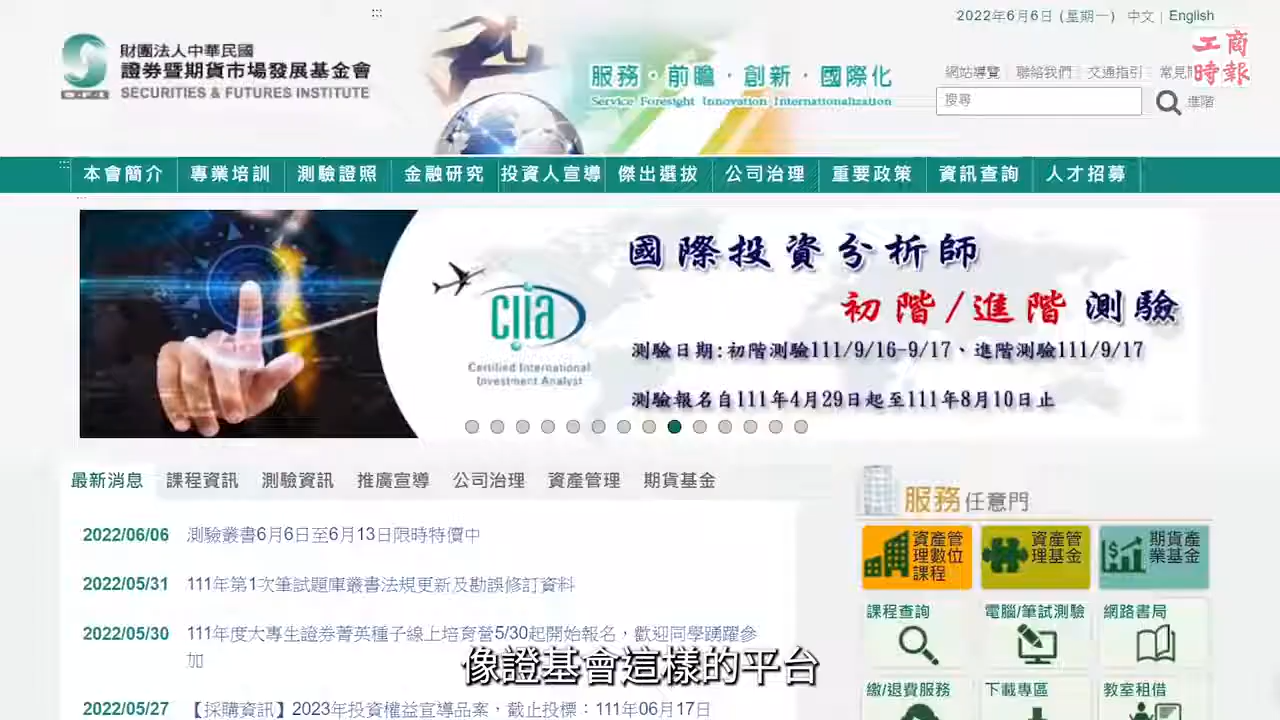 2022年6月6日 (星期一) 中文 | English
工商時報
財團法人中華民國
證券暨期貨市場發展基金會
SECURITIES & FUTURES INSTITUTE
服務．前瞻．創新．國際化
Service Foresight Innovation Internationalization
網站導覽 聯絡我們 交通指引
搜尋
進階
本會簡介 專業培訓 測驗證照 金融研究 投資人宣導 傑出選拔 公司治理 重要政策 資訊查詢 人才招募
國際投資分析師
初階/進階 測驗
ciia
Certified International
Investment Analyst
測驗日期:初階測驗111/9/16-9/17、進階測驗111/9/17
測驗報名自111年4月29日起至111年8月10日止
最新消息 課程資訊 測驗資訊 推廣宣導 公司治理 資產管理 期貨基金
2022/06/06 測驗叢書6月6日至6月13日限時特價中
2022/05/31 111年第1次筆試題庫叢書法規更新及勘誤修訂資料
2022/05/30 111年度大專生證券菁英種子線上培育營5/30起開始報名，歡迎同學踴躍參
加
2022/05/27 【採購資訊】2023年投資權益宣導品案，截止投標：111年06月17日
服務任意門
資產管理數位課程
資產管理基金
期貨產業基金
課程查詢 電腦/筆試測驗 網路書局
繳/退費服務 下載專區 教室租借
像證基會這樣的平台